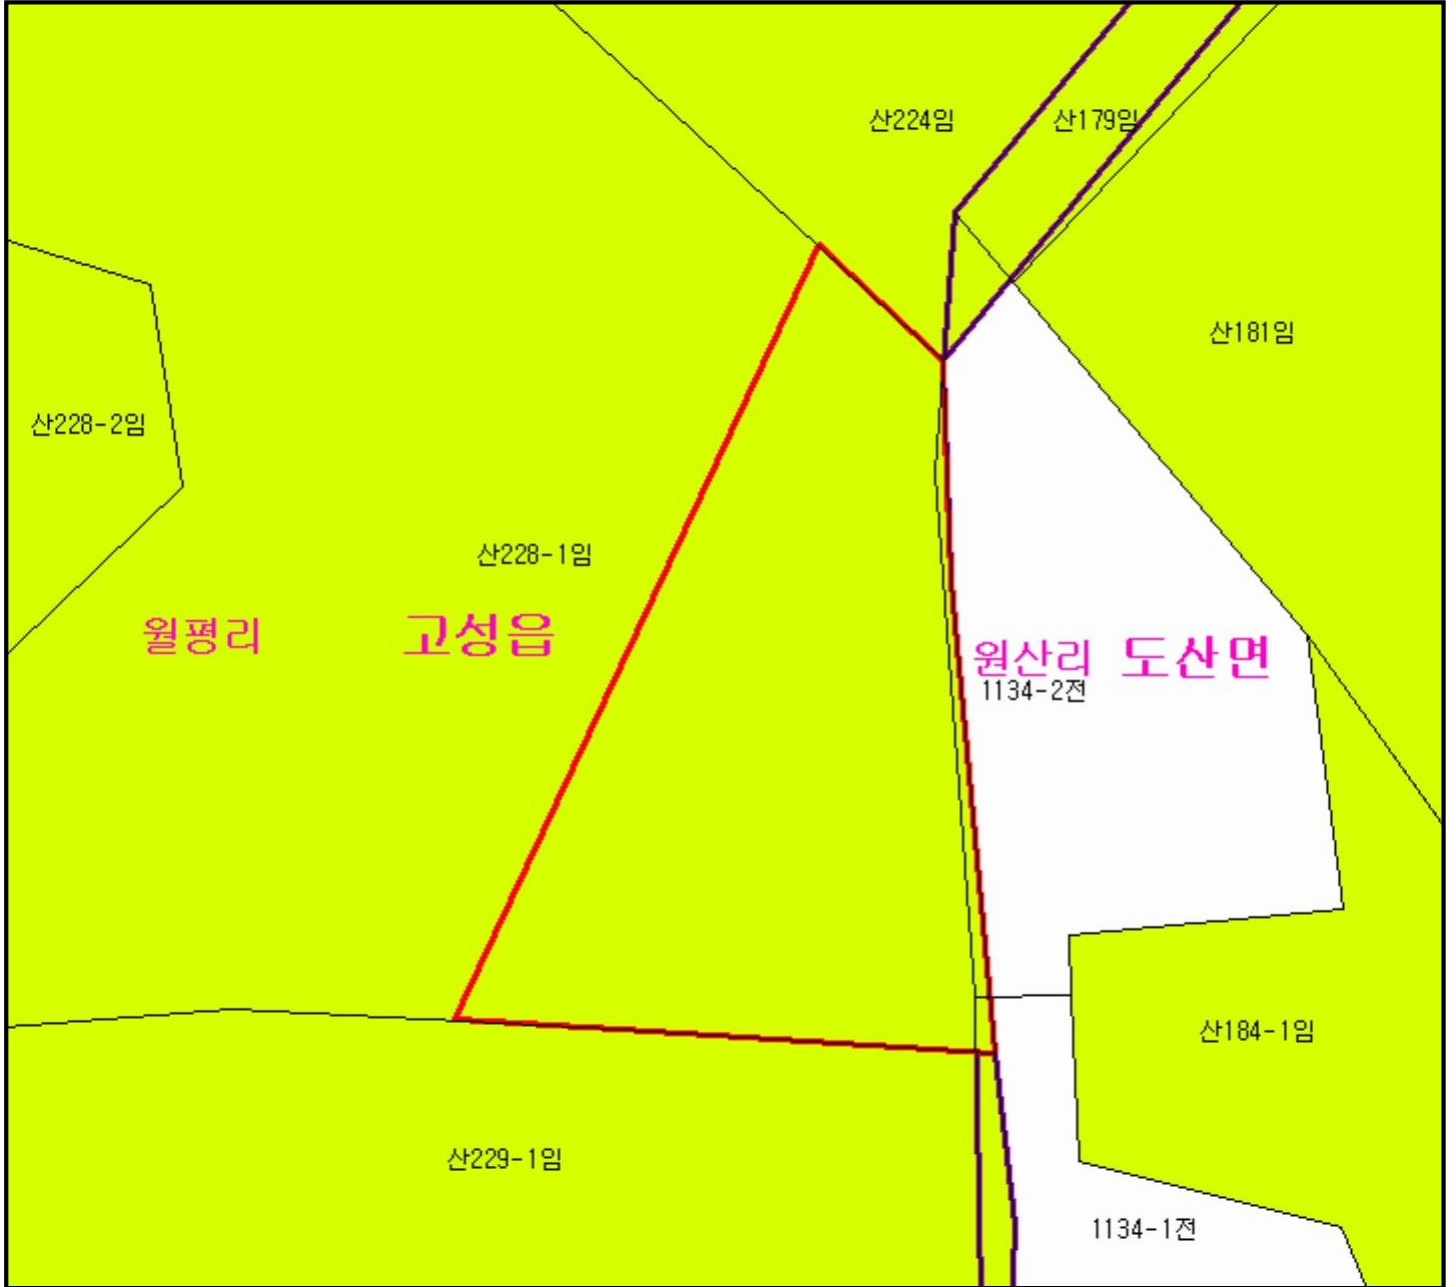 산224임
산179임
산181임
산228-2임
산228-1임
월평리
고성읍
원산리 도산면
1134-2전
산184-1임
산229-1임
1134-1전